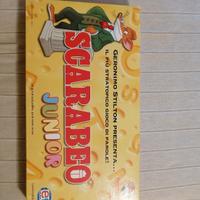 GERONIMO STILTON PRESENTA...
IL PIÙ STRATOPICO GIOCO DI PAROLE!
SCARABEO
JUNIOR